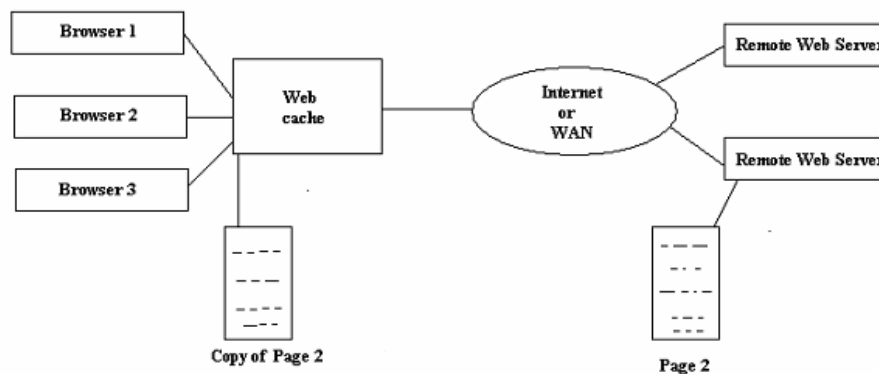 Browser 1
Browser 2
Browser 3
Web
cache
Internet
or
WAN
Remote Web Server
Remote Web Server
Copy of Page 2
Page 2